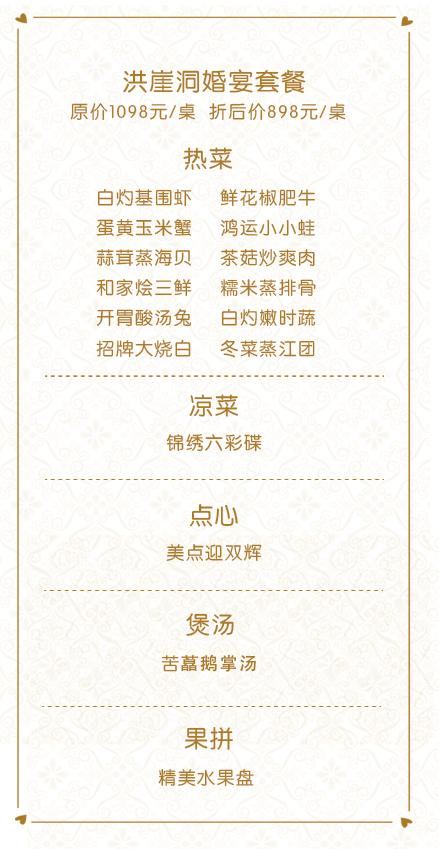 洪崖洞婚宴套餐
原价1098元/桌 折后价898元/桌
热菜
白灼基围虾 鲜花椒肥牛
蛋黄玉米蟹 鸿运小小蛙
蒜茸蒸海贝 茶菇炒爽肉
和家烩三鲜 糯米蒸排骨
开胃酸汤兔 白灼嫩时蔬
招牌大烧白 冬菜蒸江团
凉菜
锦绣六彩碟
点心
美点迎双辉
煲汤
苦藠鹅掌汤
果拼
精美水果盘